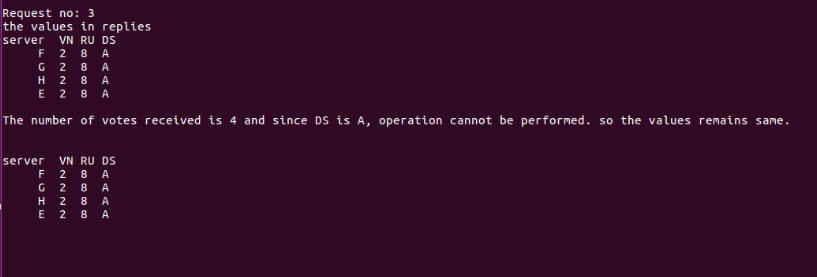 Request no: 3
the values in replies
server  VN RU DS
     F  2  8  A
     G  2  8  A
     H  2  8  A
     E  2  8  A
The number of votes received is 4 and since DS is A, operation cannot be performed. so the values remains same.
server  VN RU DS
     F  2  8  A
     G  2  8  A
     H  2  8  A
     E  2  8  A